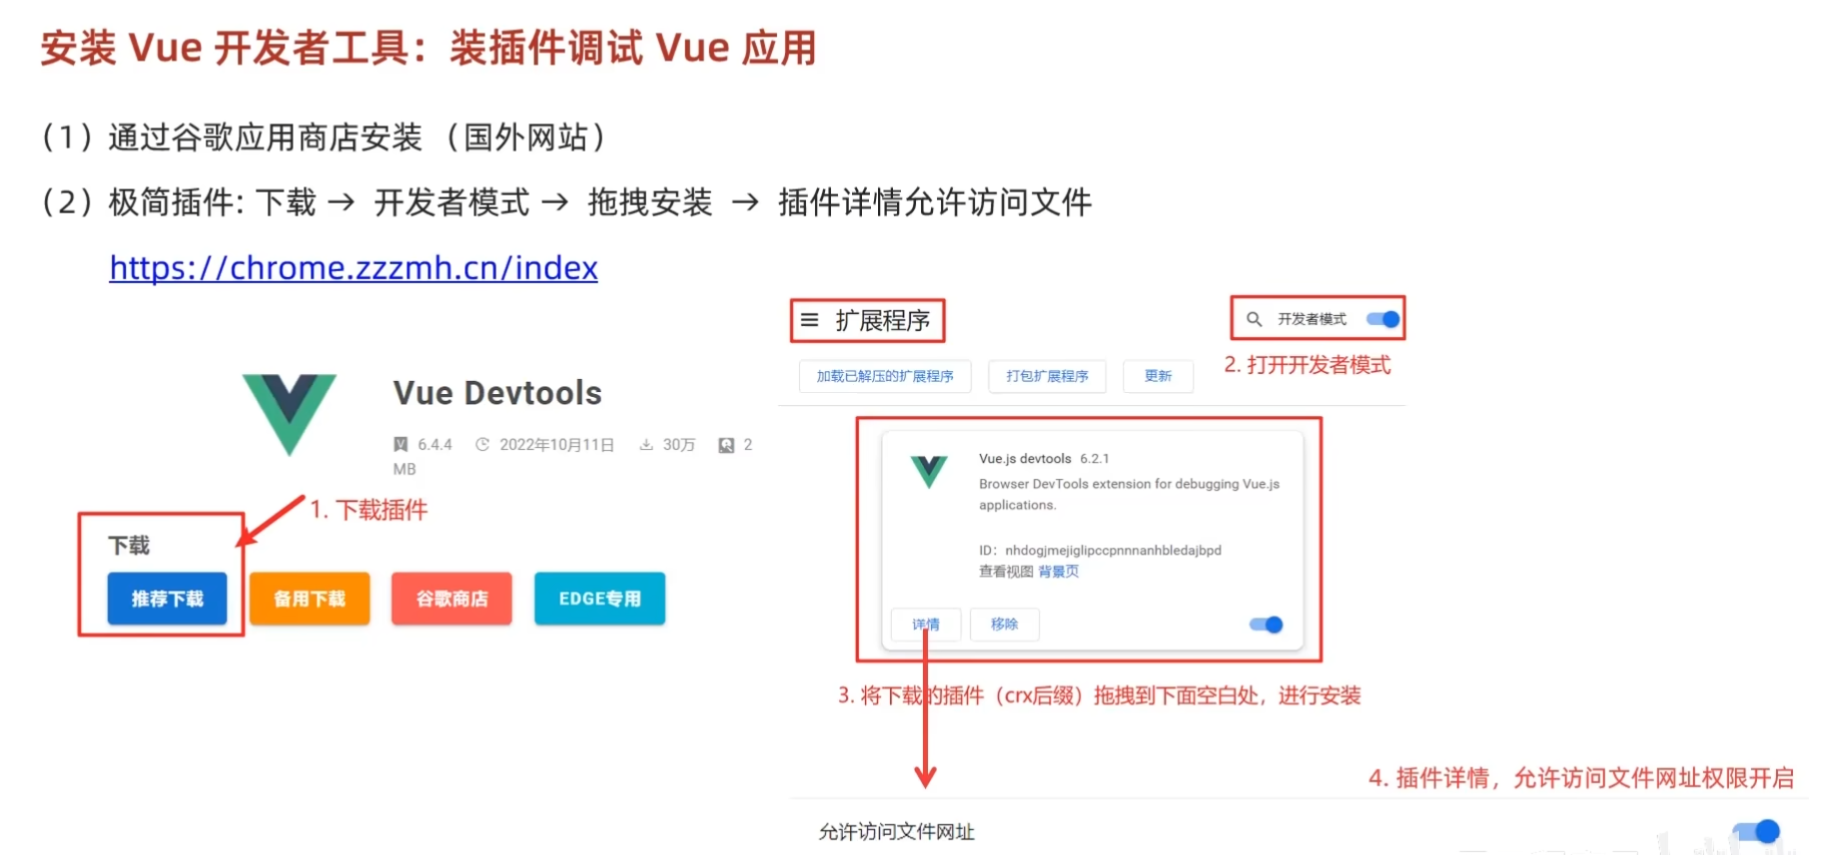 安装 Vue 开发者工具：装插件调试 Vue 应用
（1）通过谷歌应用商店安装 （国外网站）
（2）极简插件: 下载 → 开发者模式 → 拖拽安装 → 插件详情允许访问文件
https://chrome.zzzmh.cn/index
扩展程序
开发者模式
2. 打开开发者模式
加载已解压的扩展程序 打包扩展程序 更新
Vue Devtools
6.4.4 2022年10月11日 30万 2
MB
1. 下载插件
下载
推荐下载 备用下载 谷歌商店 EDGE专用
Vue.js devtools 6.2.1
Browser DevTools extension for debugging Vue.js
applications.
ID：nhdogjmejiglipccpnnnanhbledajbpd
查看视图 背景页
详情 移除
3. 将下载的插件（crx后缀）拖拽到下面空白处，进行安装
4. 插件详情，允许访问文件网址权限开启
允许访问文件网址